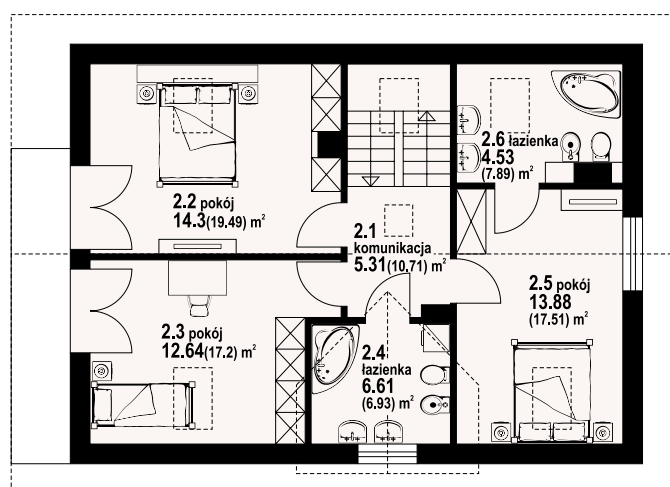 2.2 pokój
14.3(19.49) m²
2.1
komunikacja
5.31(10.71) m²
2.6 łazienka
4.53
(7.89) m²
2.3 pokój
12.64(17.2) m²
2.4
łazienka
6.61
(6.93) m²
2.5 pokój
13.88
(17.51) m²